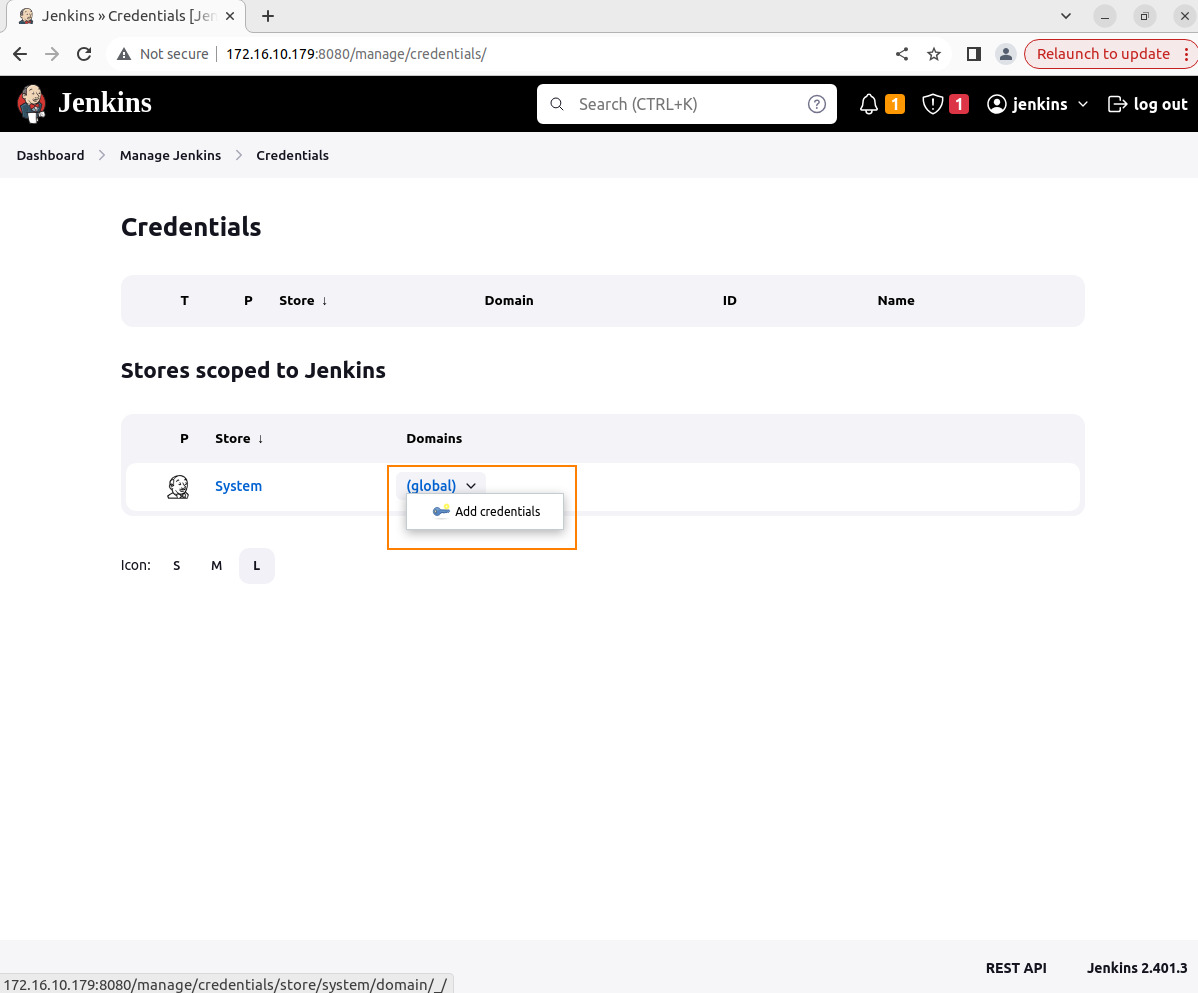 Jenkins » Credentials [Jen
Not secure 172.16.10.179:8080/manage/credentials/ Relaunch to update
Jenkins Search (CTRL+K) ? 1 1 jenkins log out
Dashboard Manage Jenkins Credentials
Credentials
T P Store ↓ Domain ID Name
Stores scoped to Jenkins
P Store ↓ Domains
System (global)
Add credentials
Icon: S M L
REST API Jenkins 2.401.3
172.16.10.179:8080/manage/credentials/store/system/domain/_/